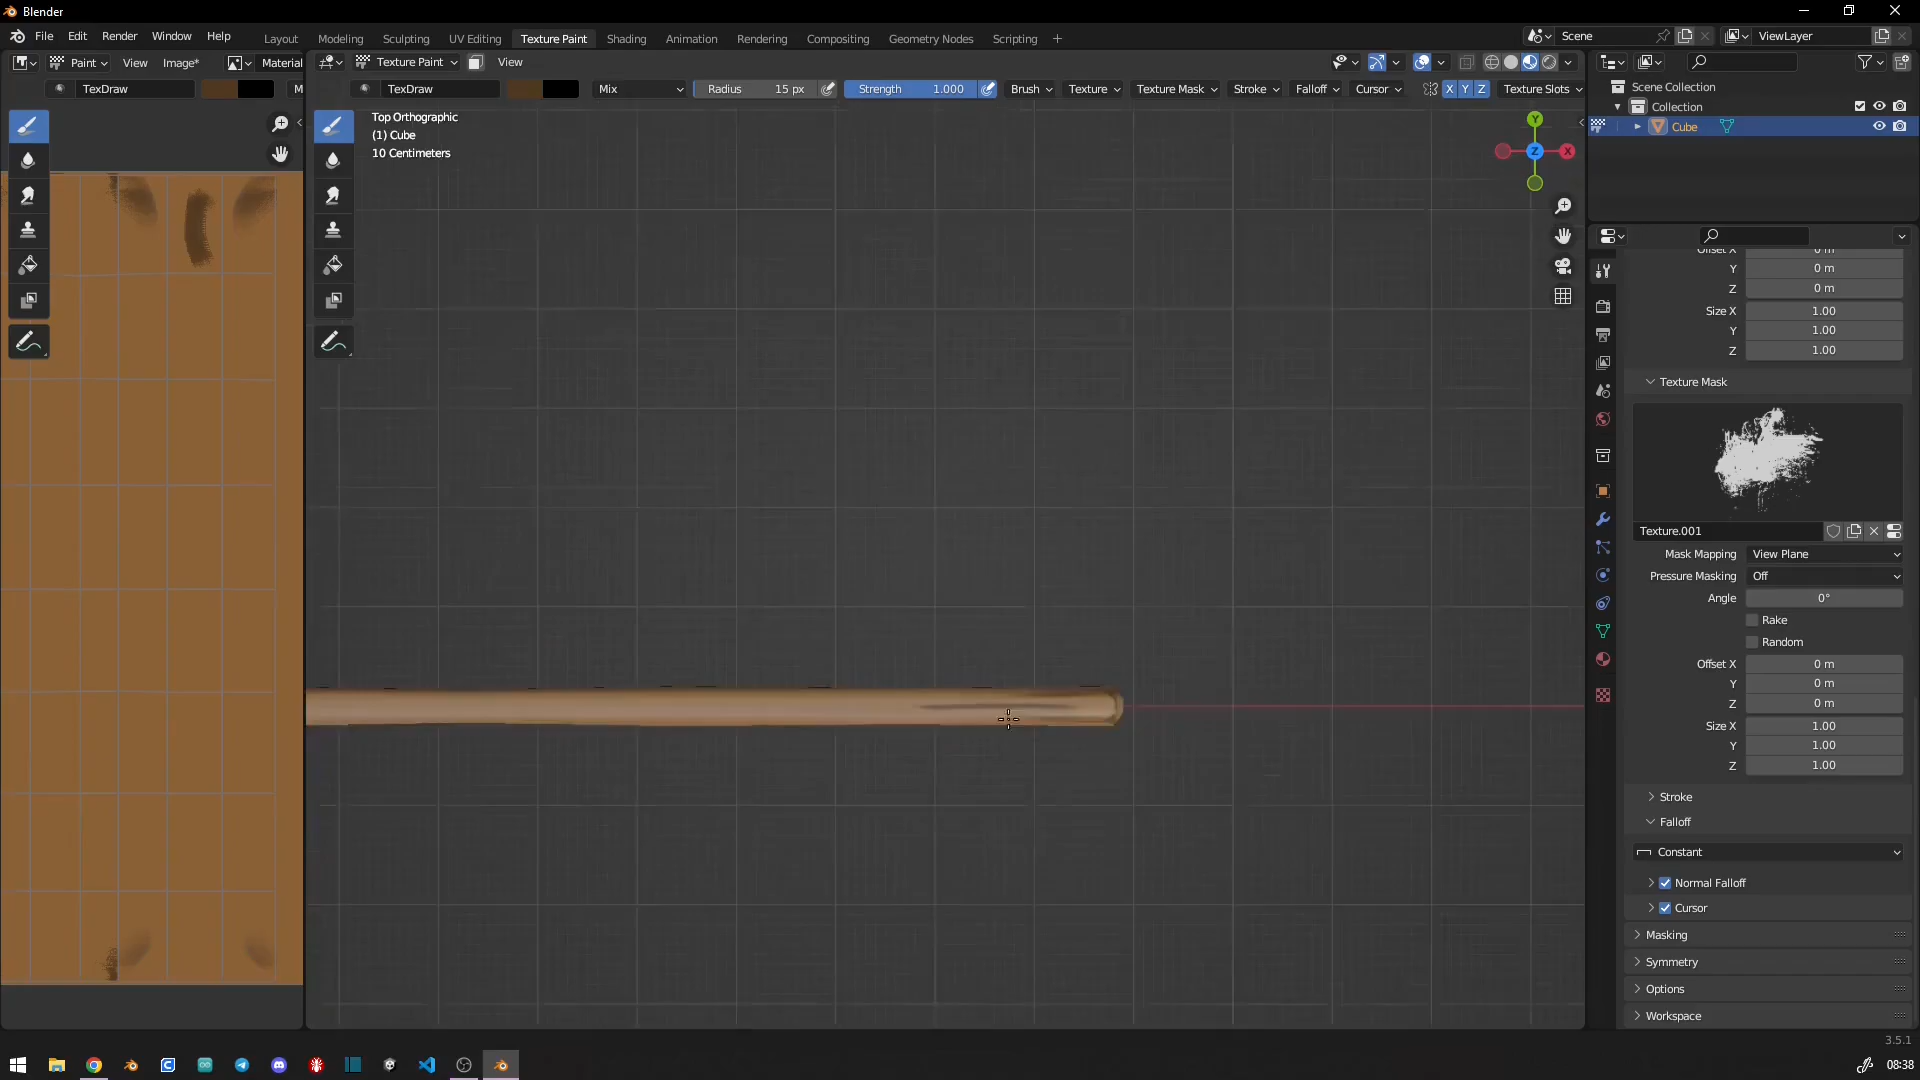 Blender
File Edit Render Window Help
Layout Modeling Sculpting UV Editing Texture Paint Shading Animation Rendering Compositing Geometry Nodes Scripting +
Scene
ViewLayer
Paint View Image* Material
Texture Paint View
TexDraw M
TexDraw Mix Radius 15 px Strength 1.000 Brush Texture Texture Mask Stroke Falloff Cursor X Y Z Texture Slots
Scene Collection
Collection
Cube
Top Orthographic
(1) Cube
10 Centimeters
Y
Z X
Offset X 0 m
Y 0 m
Z 0 m
Size X 1.00
Y 1.00
Z 1.00
Texture Mask
Texture.001
Mask Mapping View Plane
Pressure Masking Off
Angle 0°
Rake
Random
Offset X 0 m
Y 0 m
Z 0 m
Size X 1.00
Y 1.00
Z 1.00
Stroke
Falloff
Constant
Normal Falloff
Cursor
Masking
Symmetry
Options
Workspace
3.5.1
08:38